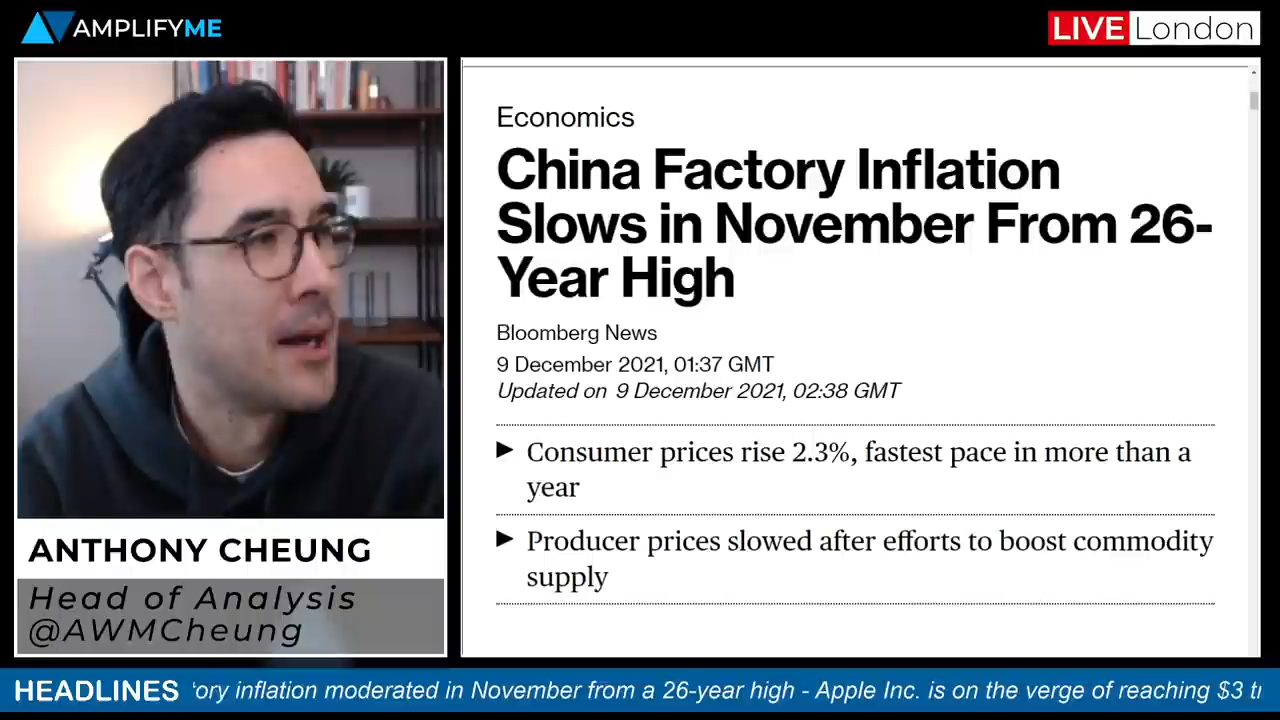 AMPLIFYME
LIVE London
Economics
China Factory Inflation
Slows in November From 26-
Year High
Bloomberg News
9 December 2021, 01:37 GMT
Updated on 9 December 2021, 02:38 GMT
Consumer prices rise 2.3%, fastest pace in more than a
year
Producer prices slowed after efforts to boost commodity
supply
ANTHONY CHEUNG
Head of Analysis
@AWMCheung
HEADLINES 'ory inflation moderated in November from a 26-year high - Apple Inc. is on the verge of reaching $3 t